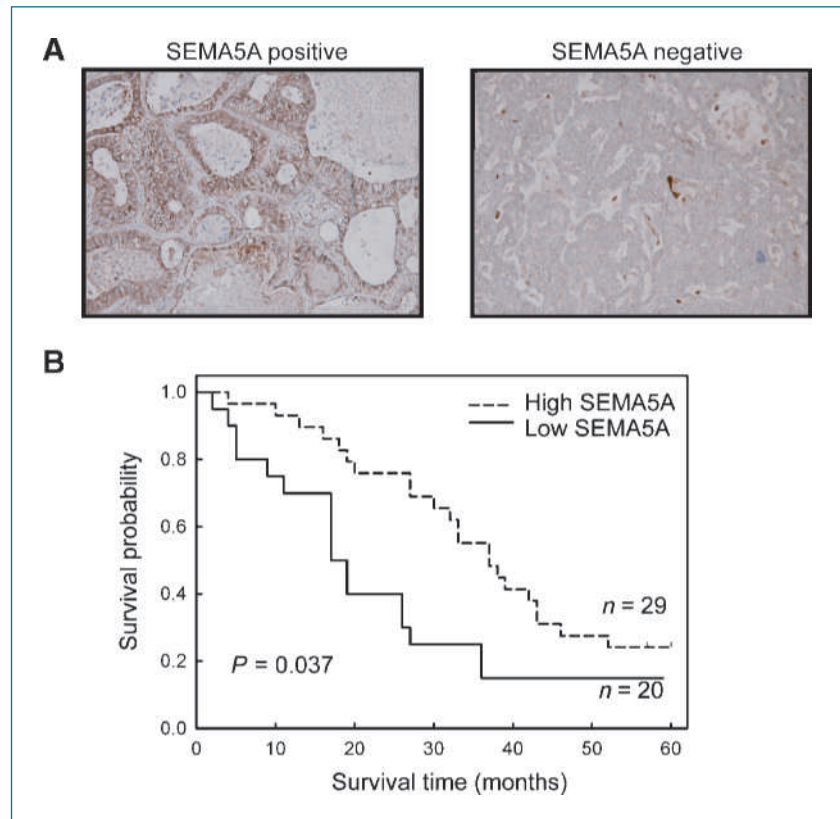 A
SEMA5A positive
SEMA5A negative
B
1.0
0.8
0.6
0.4
0.2
0.0
Survival probability
High SEMA5A
Low SEMA5A
n = 29
P = 0.037
n = 20
0 10 20 30 40 50 60
Survival time (months)